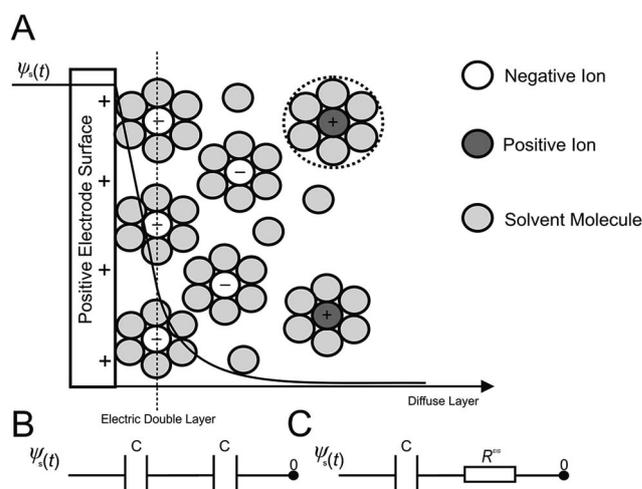 A
ψs(t)
Positive Electrode Surface
+
+
+
+
−
−
−
−
−
+
+
Negative Ion
Positive Ion
Solvent Molecule
Electric Double Layer
Diffuse Layer
B
ψs(t)
C
C
0
C
ψs(t)
C
0